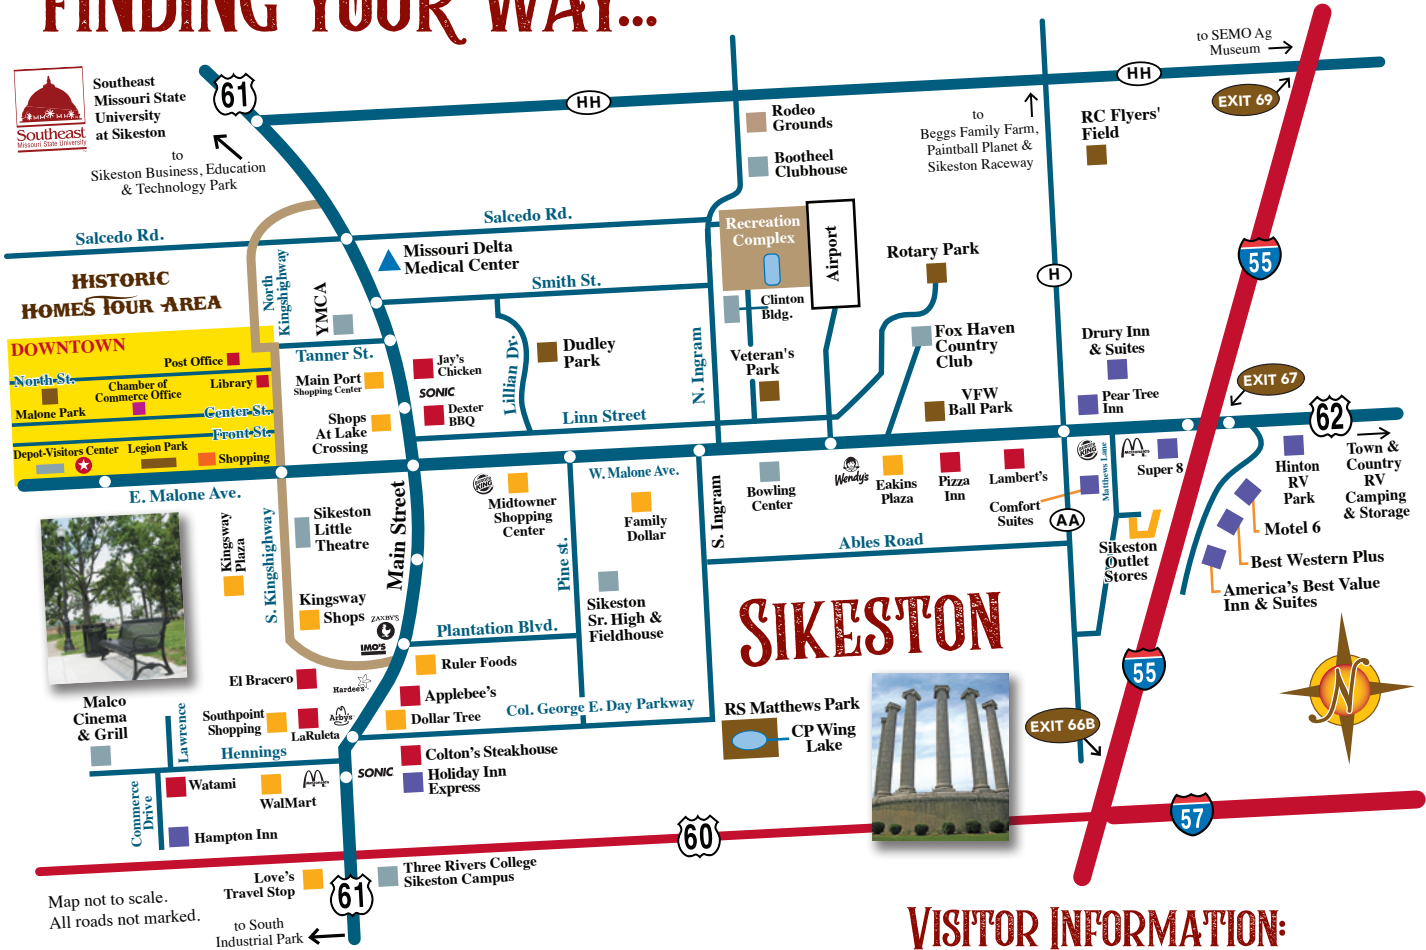 FINDING YOUR WAY...
to SEMO Ag
Museum
Southeast
Missouri State
University
at Sikeston
Southeast
Missouri State University
61
HH
HH
EXIT 69
to
Sikeston Business, Education
& Technology Park
Rodeo
Grounds
Bootheel
Clubhouse
to
Beggs Family Farm,
Paintball Planet &
Sikeston Raceway
RC Flyers'
Field
Salcedo Rd.
Salcedo Rd.
Recreation
Complex
Airport
Missouri Delta
Medical Center
Rotary Park
H
55
HISTORIC
HOMES TOUR AREA
North
Kingshighway
YMCA
Smith St.
Clinton
Bldg.
Tanner St.
Lillian Dr.
Dudley
Park
N. Ingram
Veteran's
Park
Fox Haven
Country
Club
Drury Inn
& Suites
DOWNTOWN
Post Office
North St.
Chamber of
Commerce Office
Library
Malone Park
Center St.
Front St.
Depot-Visitors Center
Legion Park
Shopping
Main Port
Shopping Center
Jay's
Chicken
SONIC
Dexter
BBQ
Shops
At Lake
Crossing
Linn Street
VFW
Ball Park
Pear Tree
Inn
EXIT 67
62
E. Malone Ave.
W. Malone Ave.
BURGER KING
Midtowner
Shopping
Center
Family
Dollar
S. Ingram
Bowling
Center
Wendy's
Eakins
Plaza
Pizza
Inn
Lambert's
Comfort
Suites
BURGER KING
Matthews Lane
McDonald's
Super 8
Hinton
RV
Park
Town &
Country
RV
Camping
& Storage
Motel 6
Best Western Plus
America's Best Value
Inn & Suites
AA
Sikeston
Outlet
Stores
Ables Road
Kingsway
Plaza
S. Kingshighway
Sikeston
Little
Theatre
Main Street
Pine st.
Kingsway
Shops
ZAXBY'S
IMO'S
Plantation Blvd.
Sikeston
Sr. High &
Fieldhouse
SIKESTON
55
El Bracero
Hardee's
Ruler Foods
Applebee's
Dollar Tree
Col. George E. Day Parkway
Malco
Cinema
& Grill
Lawrence
Southpoint
Shopping
LaRuleta
Arby's
Hennings
RS Matthews Park
CP Wing
Lake
EXIT 66B
N
Colton's Steakhouse
SONIC
Holiday Inn
Express
Commerce
Drive
Watami
WalMart
McDonald's
Hampton Inn
60
57
Love's
Travel Stop
Three Rivers College
Sikeston Campus
61
Map not to scale.
All roads not marked.
to South
Industrial Park
VISITOR INFORMATION: